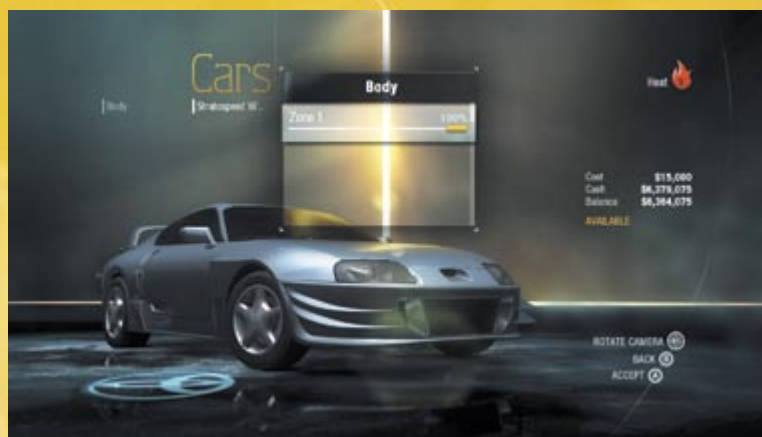 Cars
Body
Stratospeed W...
Body
Zone 1 100%
Heat
Cost $15,000
Cash $6,379,075
Balance $6,364,075
AVAILABLE
ROTATE CAMERA
BACK B
ACCEPT A